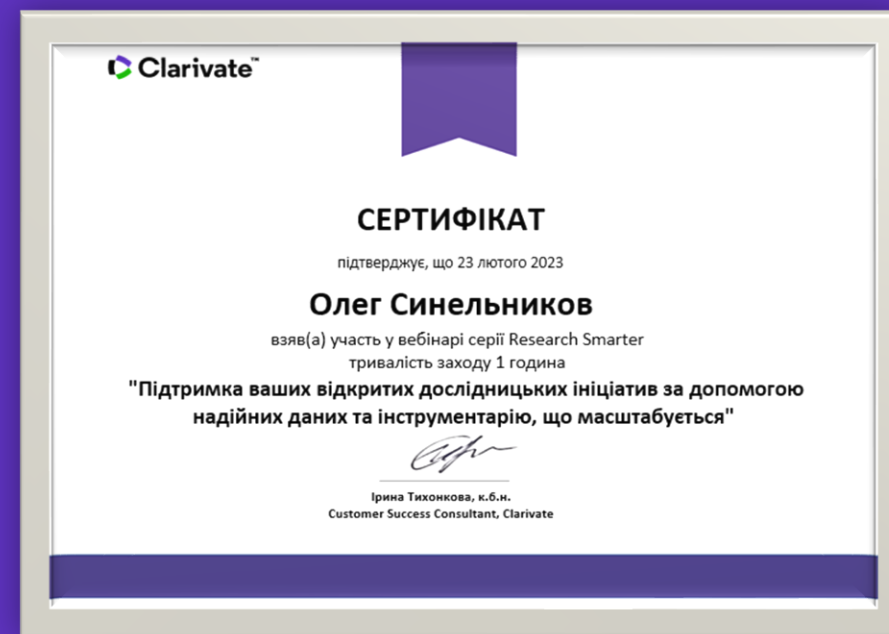 Clarivate™
СЕРТИФІКАТ
підтверджує, що 23 лютого 2023
Олег Синельников
взяв(а) участь у вебінарі серії Research Smarter
тривалість заходу 1 година
"Підтримка ваших відкритих дослідницьких ініціатив за допомогою
надійних даних та інструментарію, що масштабується"
Ірина Тихонкова, к.б.н.
Customer Success Consultant, Clarivate